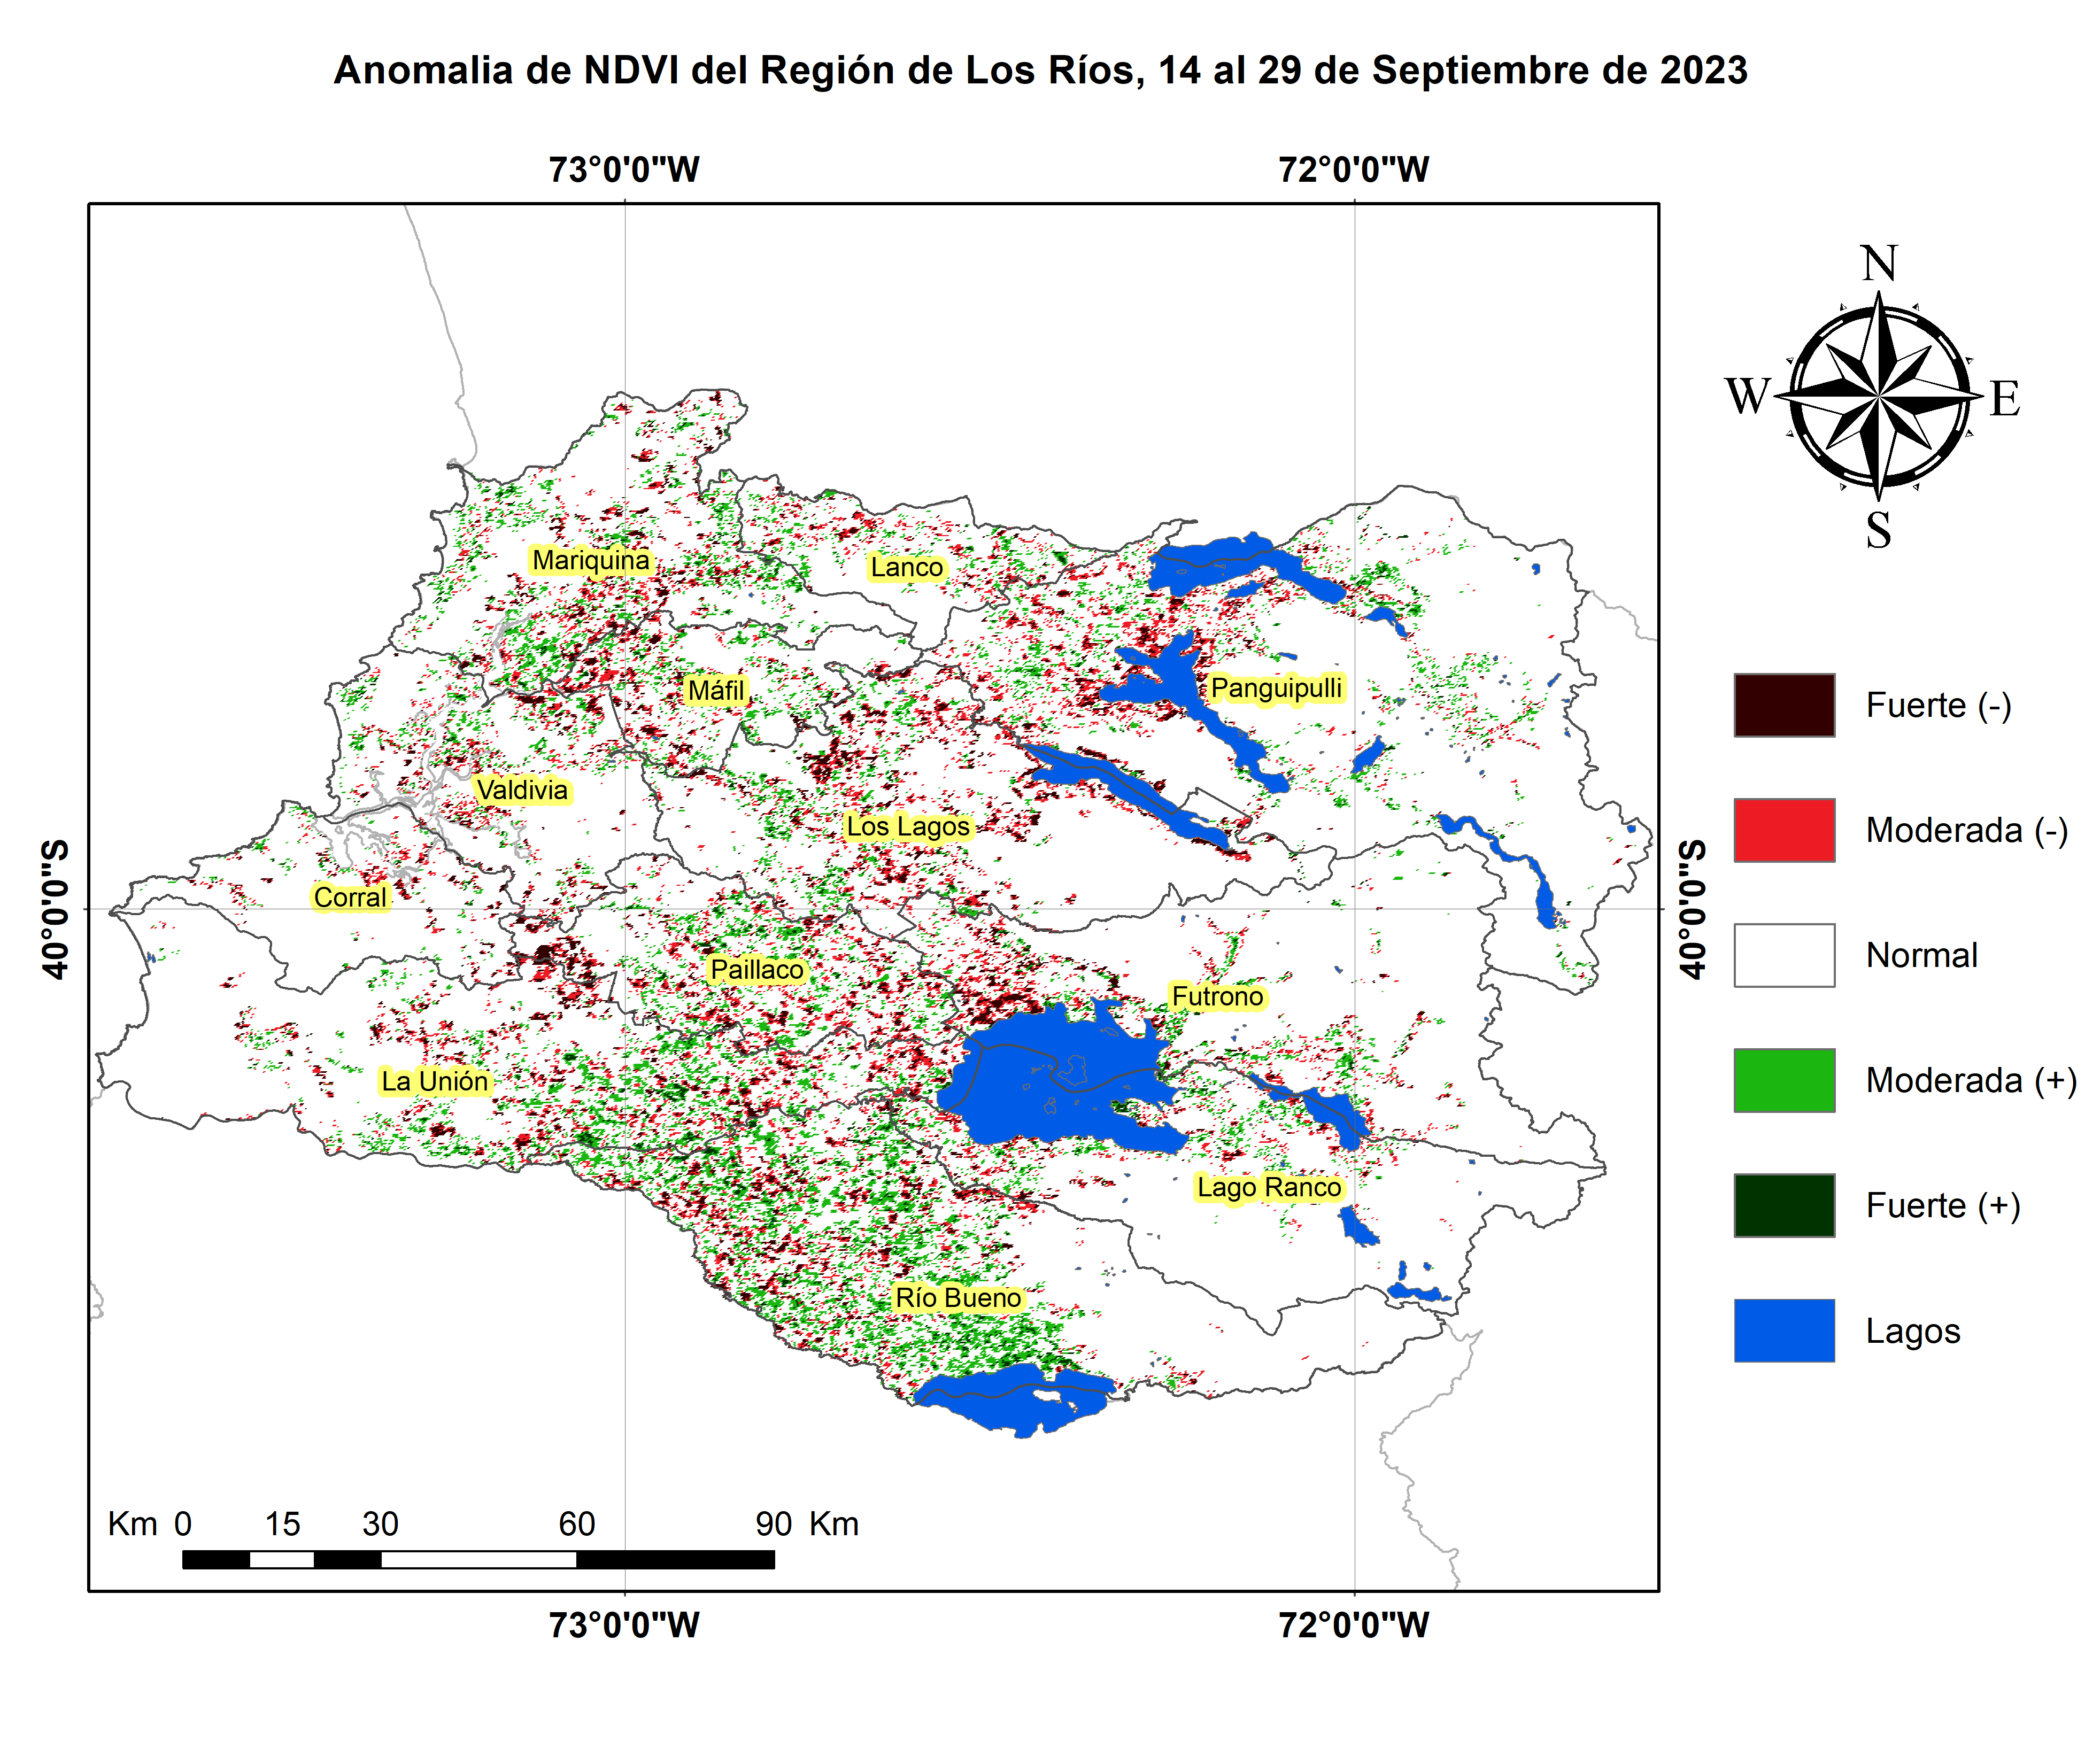 Anomalia de NDVI del Región de Los Ríos, 14 al 29 de Septiembre de 2023
73°0'0"W 72°0'0"W
N
W E
S
Mariquina
Lanco
Máfil
Panguipulli
Fuerte (-)
Valdivia
Los Lagos
Moderada (-)
Corral
40°0'0"S 40°0'0"S
Paillaco
Normal
Futrono
La Unión
Moderada (+)
Lago Ranco
Fuerte (+)
Río Bueno
Lagos
Km 0 15 30 60 90 Km
73°0'0"W 72°0'0"W